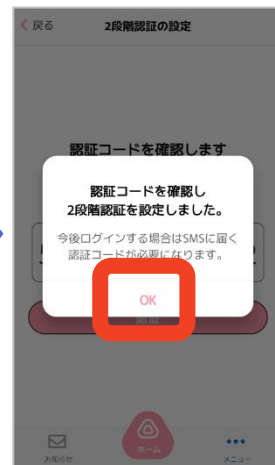 戻る
2段階認証の設定
認証コードを確認します
認証コードを確認し
2段階認証を設定しました。
今後ログインする場合はSMSに届く
認証コードが必要になります。
OK
認証
お知らせ
ホーム
メニュー